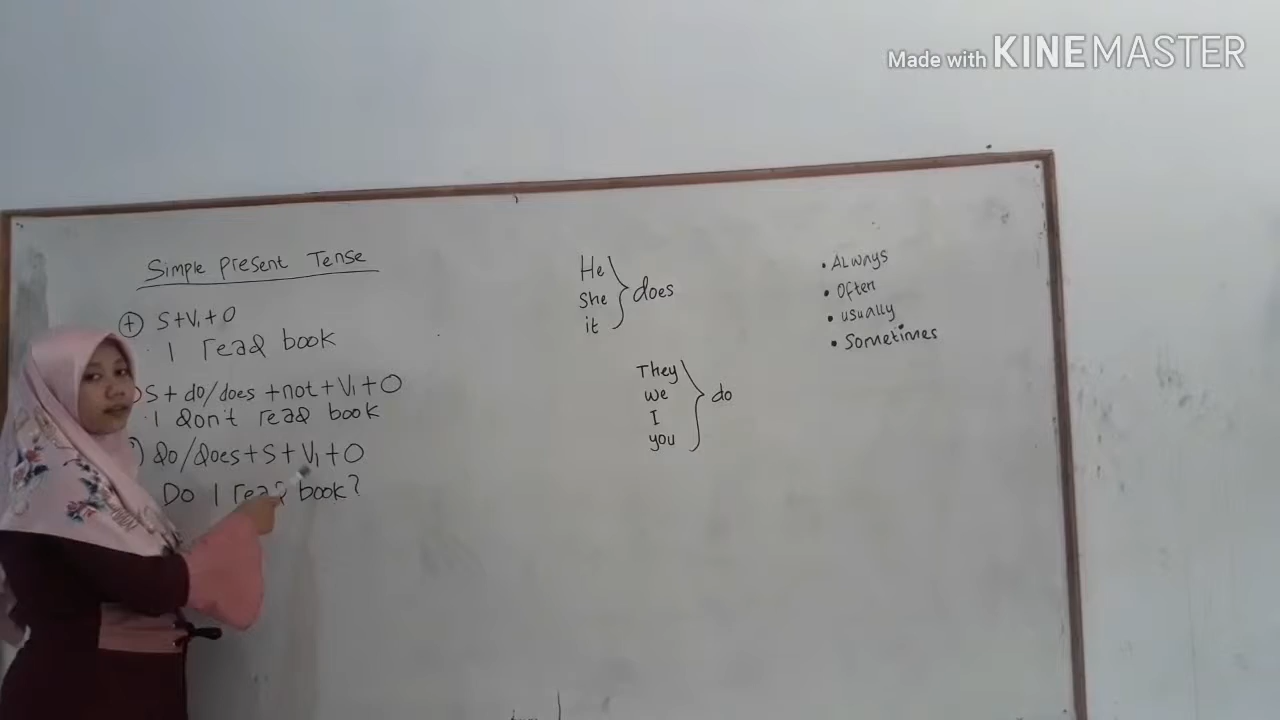 Made with KINEMASTER
Simple Present Tense
(+) S+V1+O
· I read book
) S + do/does +not + V1 + O
· I don't read book
) do/does + S + V1 + O
Do I read book?
He
She
it
does
They
we
I
you
do
• Always
• Often
• usually
• Sometimes